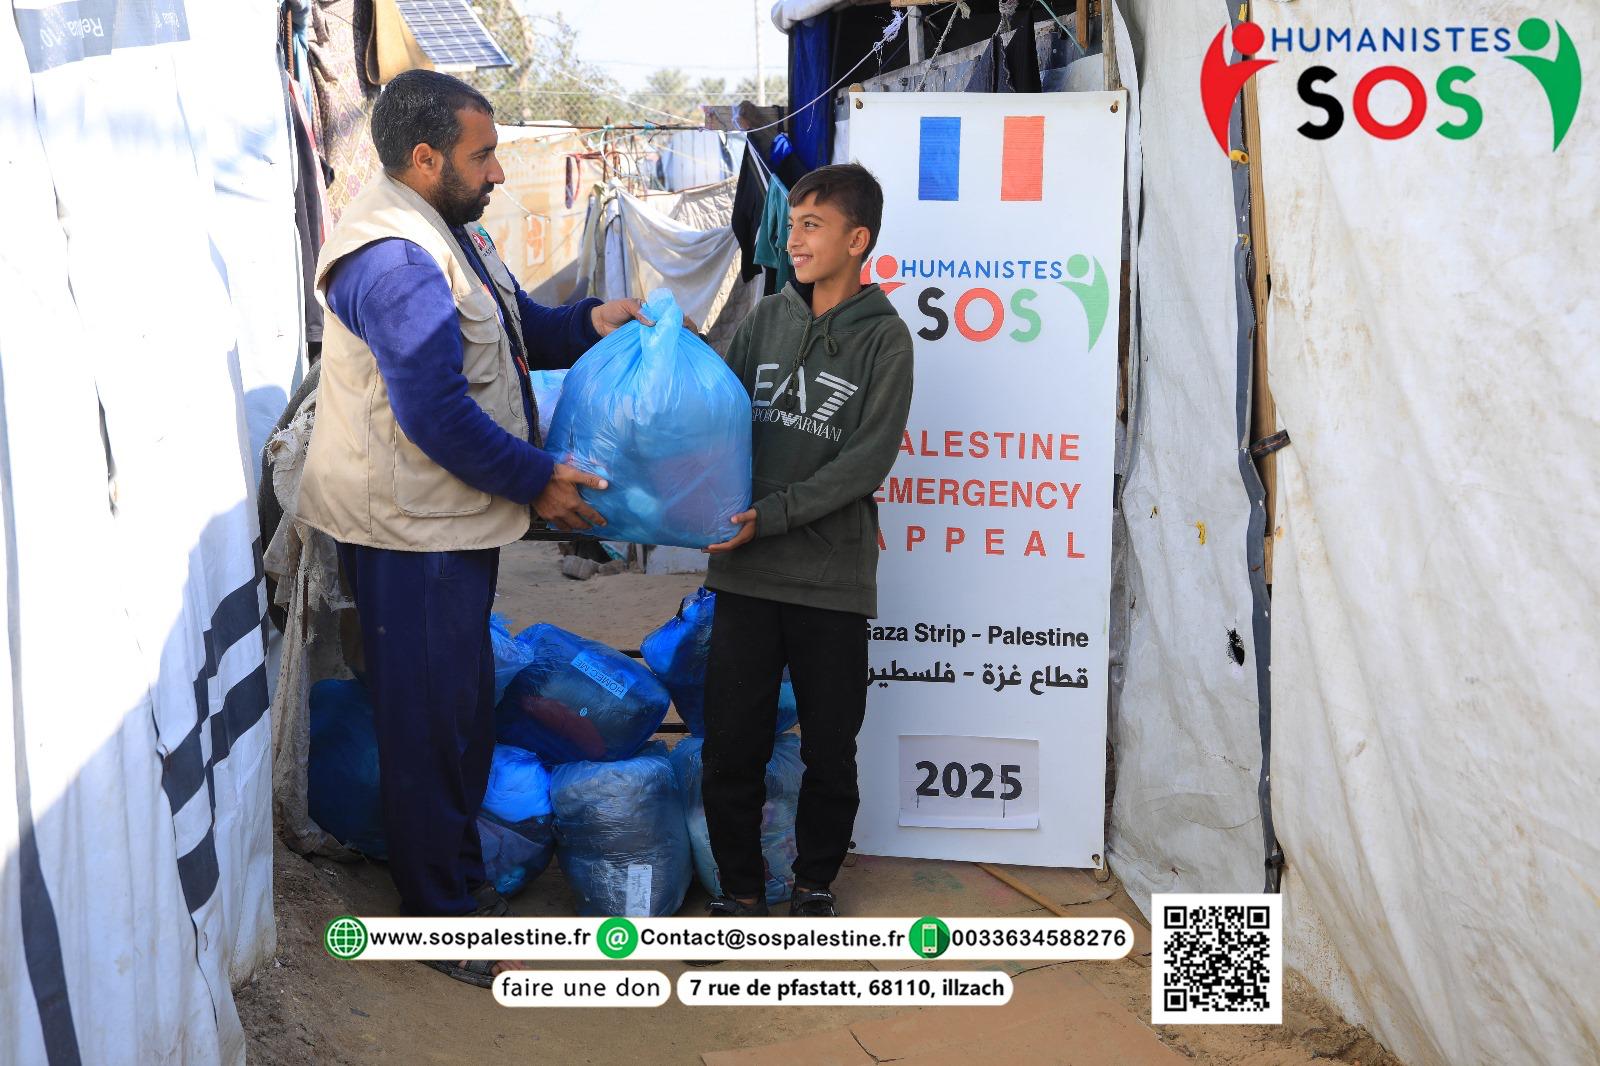 HUMANISTES
SOS
HUMANISTES
SOS
EA7
ARMANI
ALESTINE
EMERGENCY
APPEAL
Gaza Strip - Palestine
قطاع غزة - فلسطين
2025
HOMECIME
www.sospalestine.fr Contact@sospalestine.fr 0033634588276
faire une don 7 rue de pfastatt, 68110, illzach